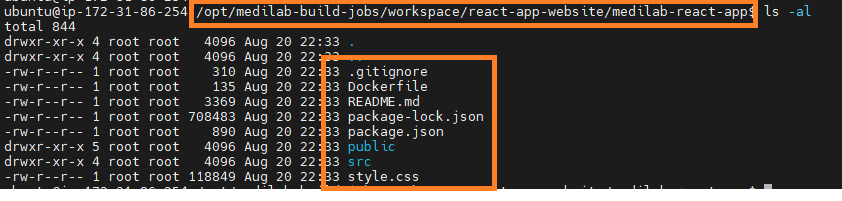 ubuntu@ip-172-31-86-254:/opt/medilab-build-jobs/workspace/react-app-website/medilab-react-app$ ls -al
total 844
drwxr-xr-x 4 root root 4096 Aug 20 22:33 .
drwxr-xr-x 4 root root 4096 Aug 20 22:33 ..
-rw-r--r-- 1 root root 310 Aug 20 22:33 .gitignore
-rw-r--r-- 1 root root 135 Aug 20 22:33 Dockerfile
-rw-r--r-- 1 root root 3369 Aug 20 22:33 README.md
-rw-r--r-- 1 root root 708483 Aug 20 22:33 package-lock.json
-rw-r--r-- 1 root root 890 Aug 20 22:33 package.json
drwxr-xr-x 5 root root 4096 Aug 20 22:33 public
drwxr-xr-x 4 root root 4096 Aug 20 22:33 src
-rw-r--r-- 1 root root 118849 Aug 20 22:33 style.css